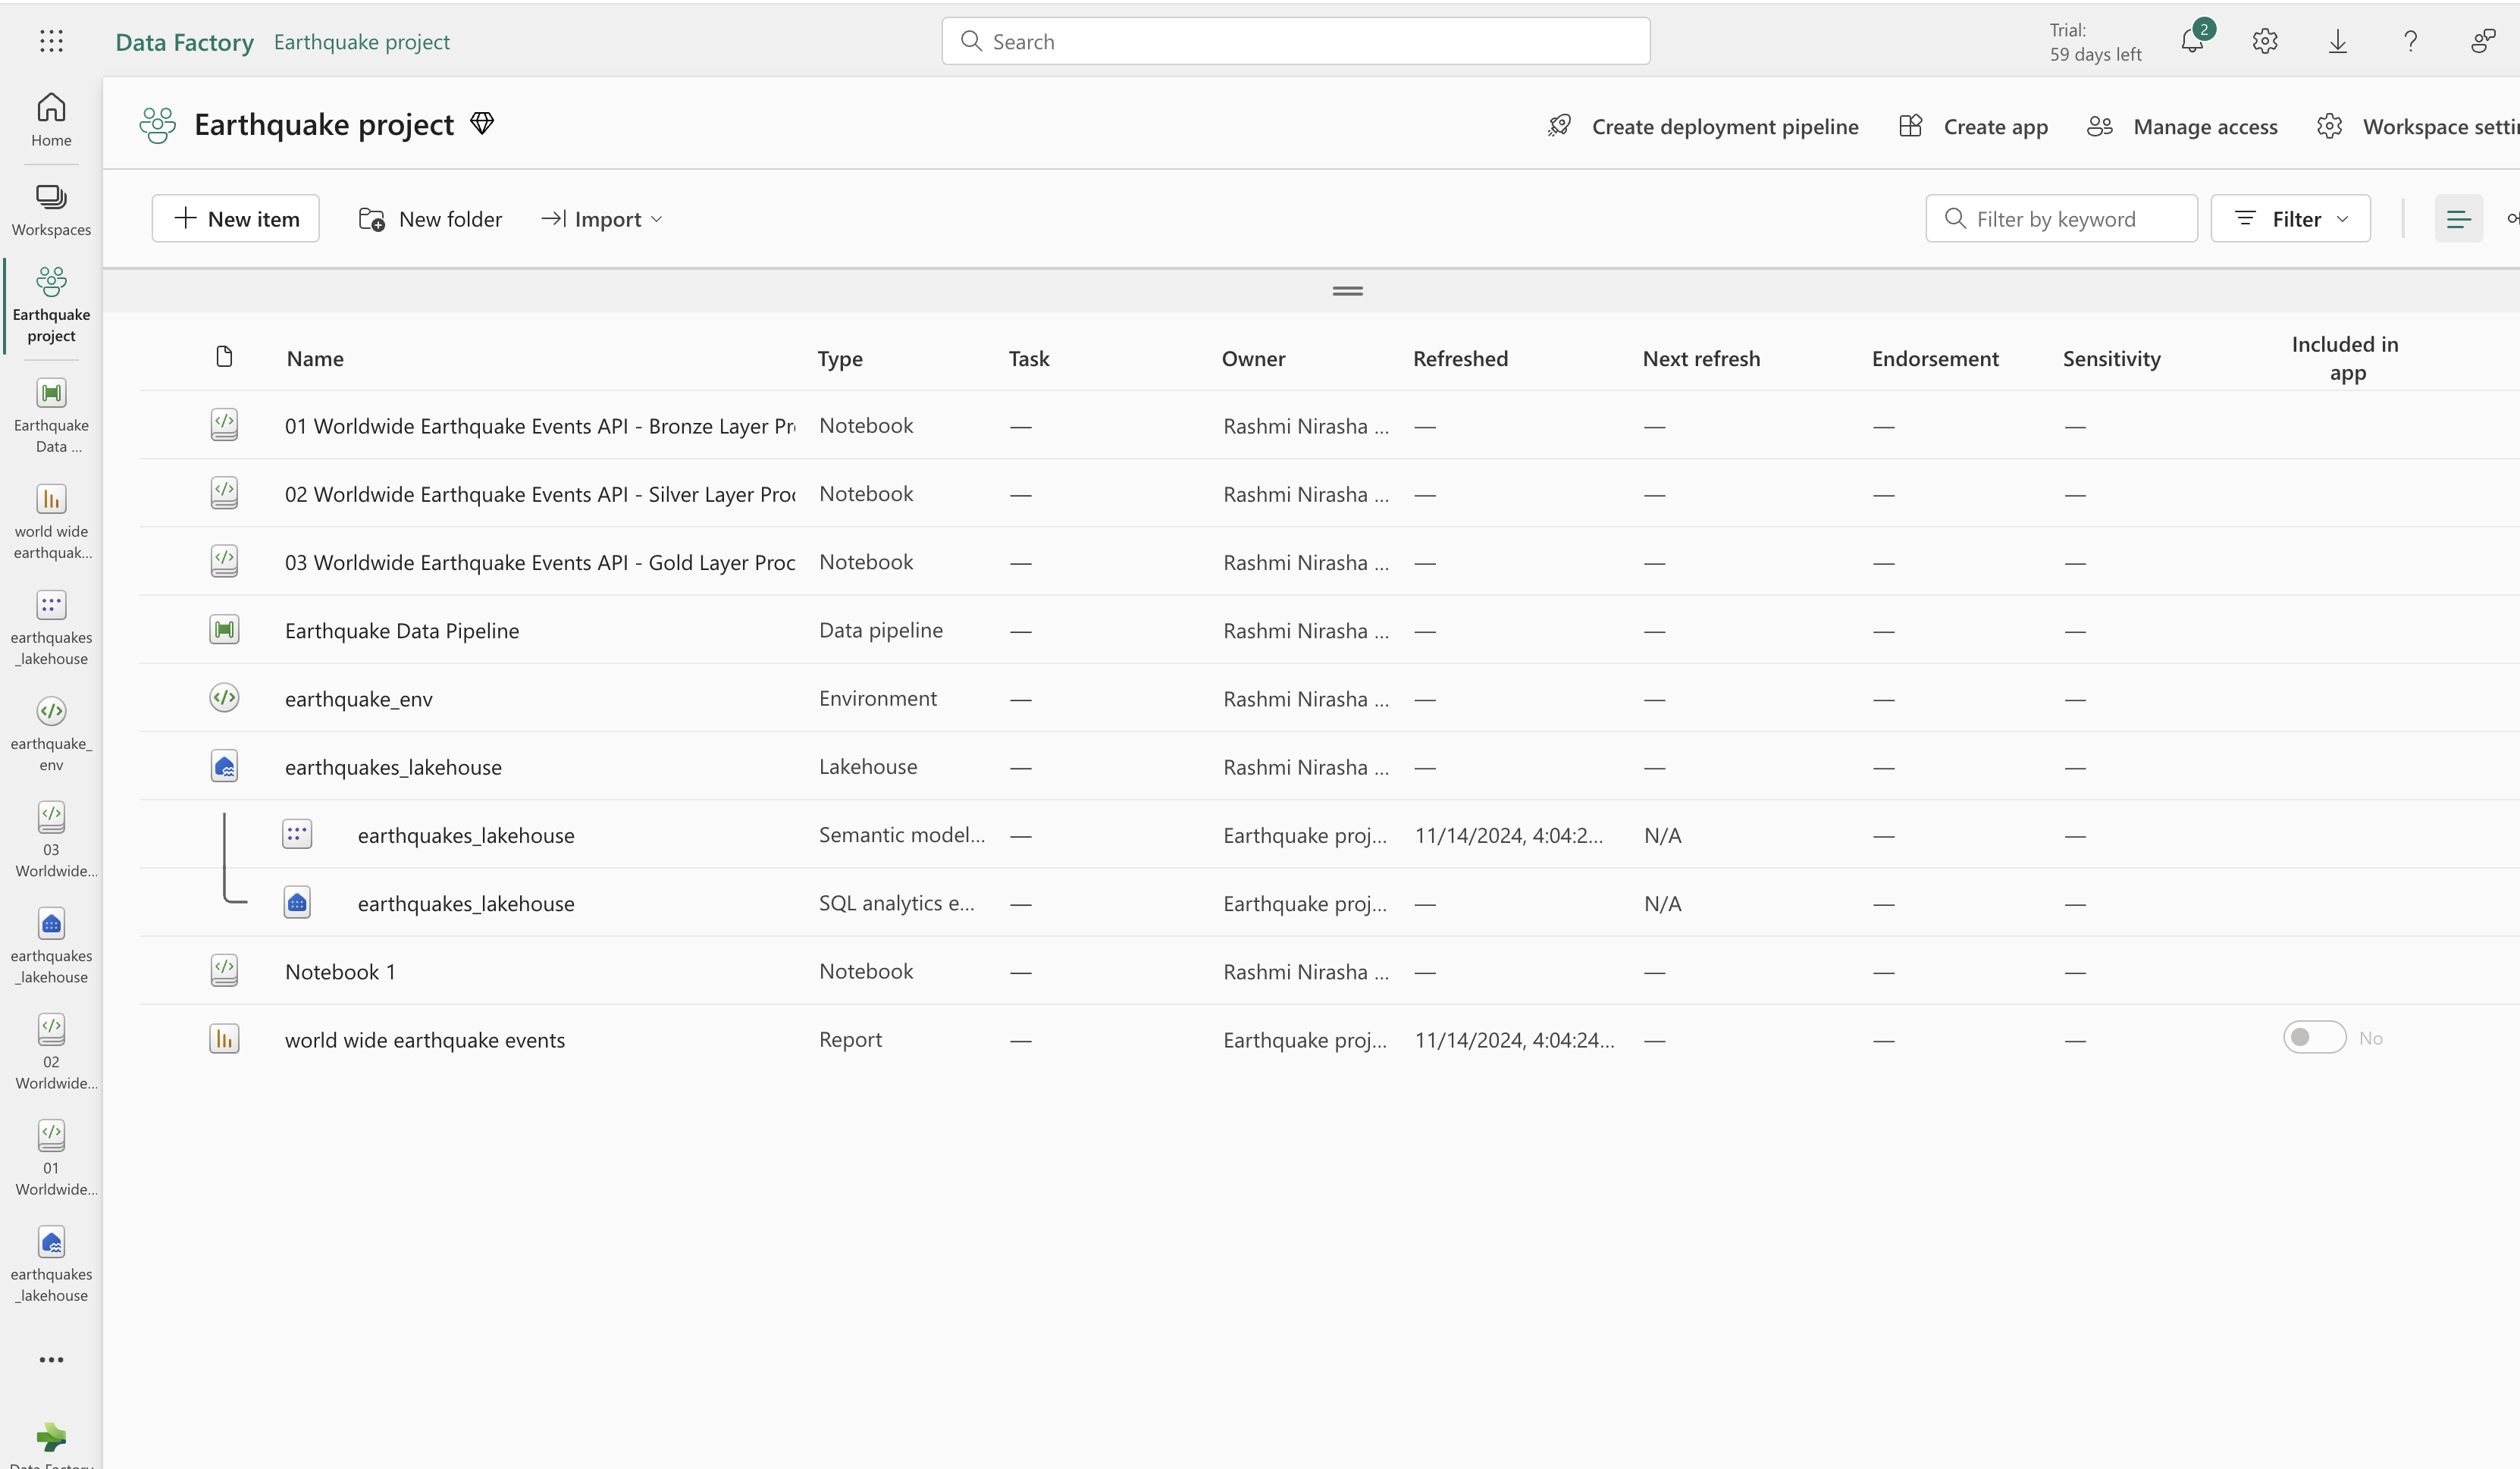 Data Factory Earthquake project Search Trial:
59 days left 2
Home
Workspaces
Earthquake
project
Earthquake
Data ...
world wide
earthquak...
earthquakes
_lakehouse
earthquake_
env
03
Worldwide...
earthquakes
_lakehouse
02
Worldwide...
01
Worldwide...
earthquakes
_lakehouse
Data Factory
Earthquake project Create deployment pipeline Create app Manage access Workspace settin
New item New folder Import Filter by keyword Filter
Name Type Task Owner Refreshed Next refresh Endorsement Sensitivity Included in
app
01 Worldwide Earthquake Events API - Bronze Layer Pr Notebook — Rashmi Nirasha ... — — — —
02 Worldwide Earthquake Events API - Silver Layer Proc Notebook — Rashmi Nirasha ... — — — —
03 Worldwide Earthquake Events API - Gold Layer Proc Notebook — Rashmi Nirasha ... — — — —
Earthquake Data Pipeline Data pipeline — Rashmi Nirasha ... — — — —
earthquake_env Environment — Rashmi Nirasha ... — — — —
earthquakes_lakehouse Lakehouse — Rashmi Nirasha ... — — — —
earthquakes_lakehouse Semantic model... — Earthquake proj... 11/14/2024, 4:04:2... N/A — —
earthquakes_lakehouse SQL analytics e... — Earthquake proj... — N/A — —
Notebook 1 Notebook — Rashmi Nirasha ... — — — —
world wide earthquake events Report — Earthquake proj... 11/14/2024, 4:04:24... — — — No